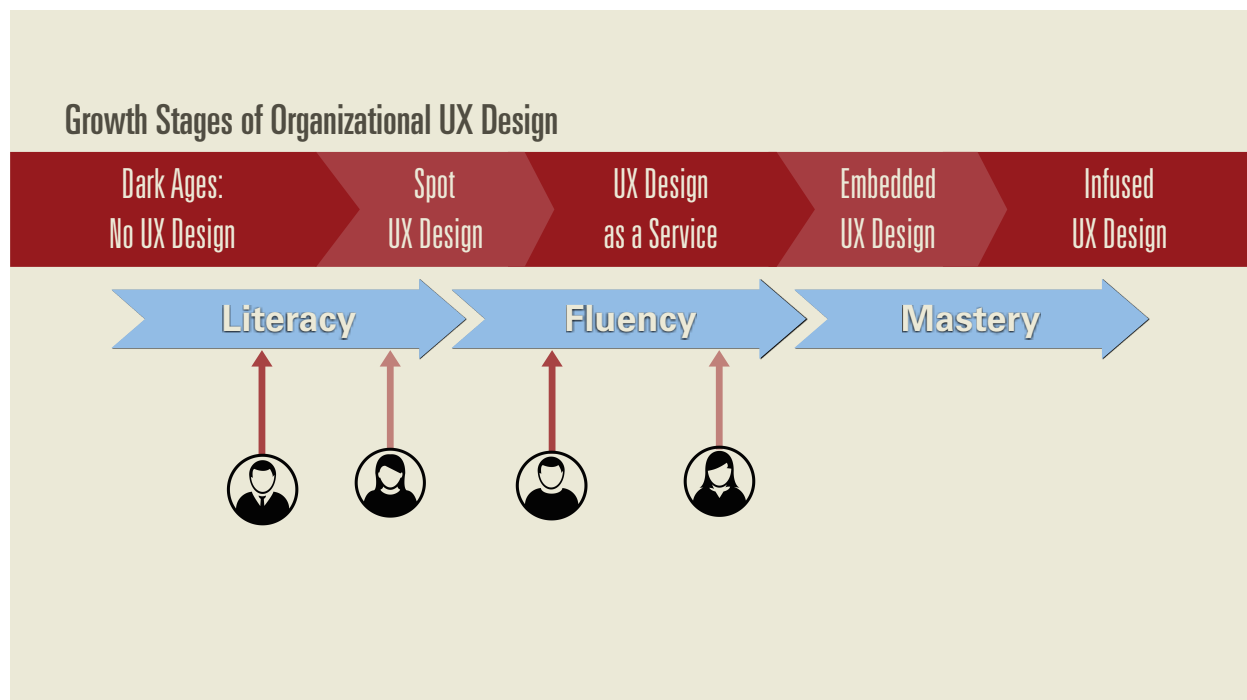 Growth Stages of Organizational UX Design
Dark Ages:
No UX Design
Spot
UX Design
UX Design
as a Service
Embedded
UX Design
Infused
UX Design
Literacy
Fluency
Mastery